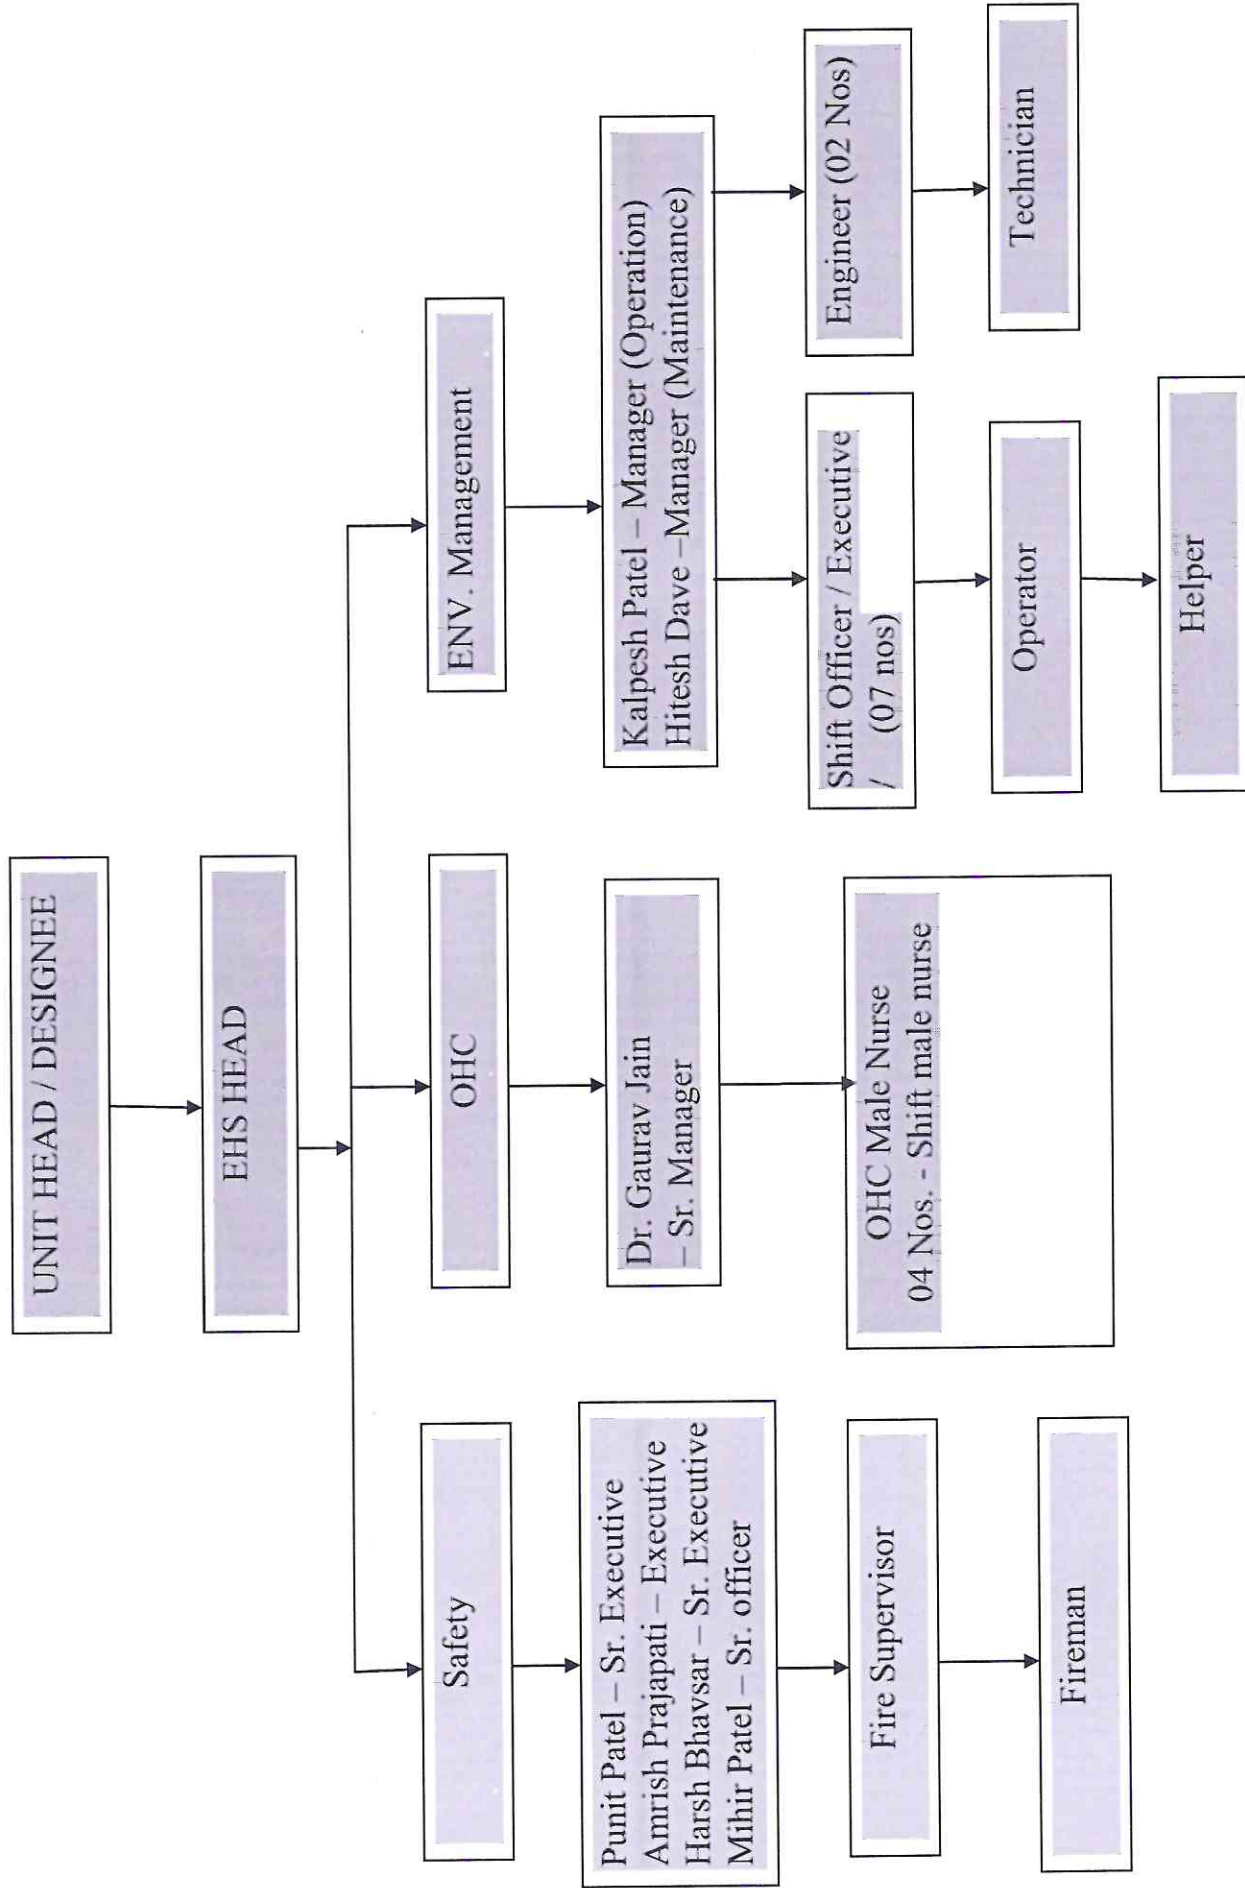 UNIT HEAD / DESIGNEE
EHS HEAD
Safety
OHC
ENV. Management
Punit Patel – Sr. Executive
Amrish Prajapati – Executive
Harsh Bhavsar – Sr. Executive
Mihir Patel – Sr. officer
Dr. Gaurav Jain
– Sr. Manager
Kalpesh Patel – Manager (Operation)
Hitesh Dave –Manager (Maintenance)
Fire Supervisor
OHC Male Nurse
04 Nos. - Shift male nurse
Shift Officer / Executive
/ (07 nos)
Engineer (02 Nos)
Fireman
Operator
Technician
Helper